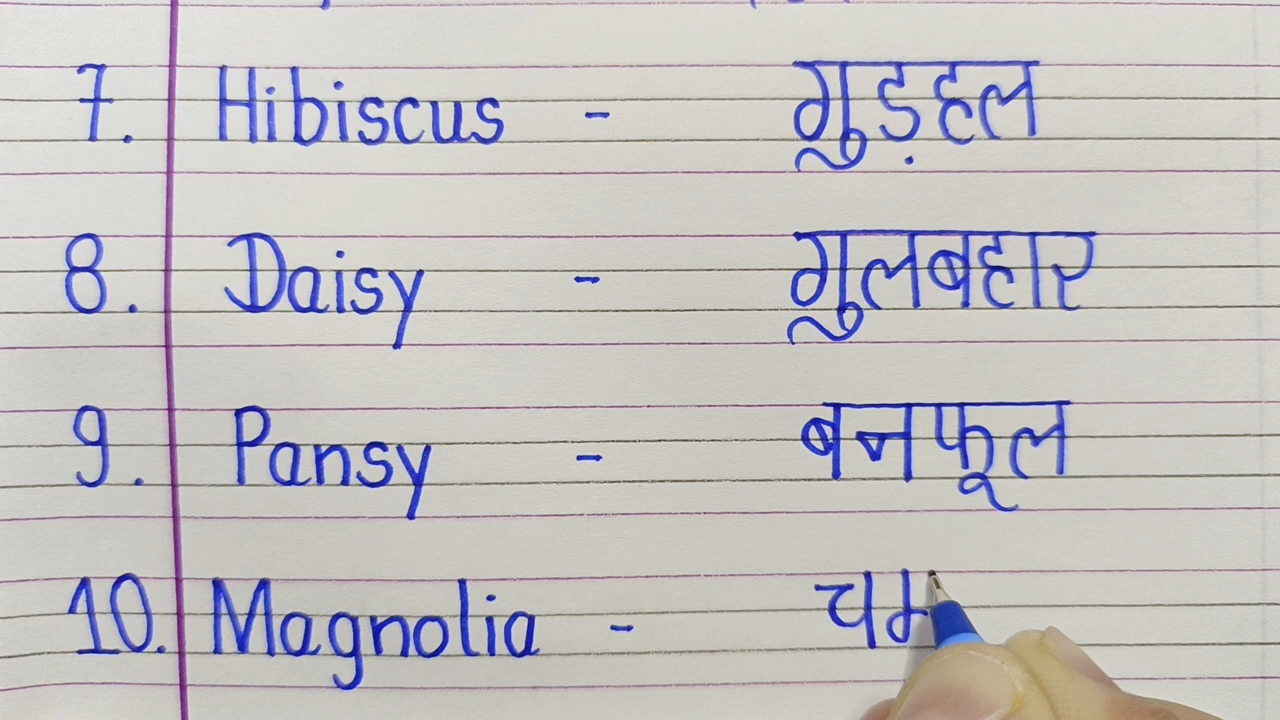 7. Hibiscus - गुड़हल
8. Daisy - गुलबहार
9. Pansy - बनफूल
10. Magnolia - चम